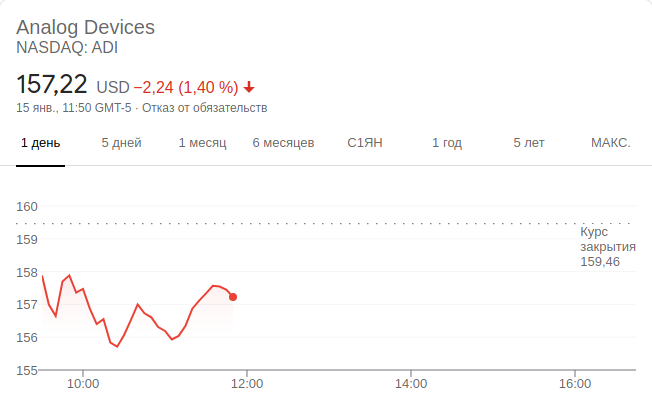 Analog Devices
NASDAQ: ADI
157,22 USD −2,24 (1,40 %)
15 янв., 11:50 GMT-5 · Отказ от обязательств
1 день 5 дней 1 месяц 6 месяцев С1ЯН 1 год 5 лет МАКС.
160
159
158
157
156
155
Курс
закрытия
159,46
10:00 12:00 14:00 16:00